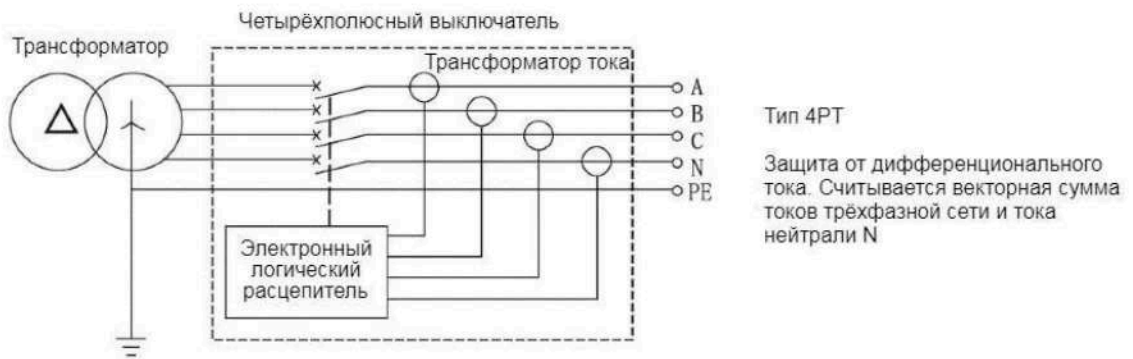 Четырёхполюсный выключатель
Трансформатор
Трансформатор тока
A
B
C
N
PE
Электронный
логический
расцепитель
Тип 4РТ
Защита от дифференционального
тока. Считывается векторная сумма
токов трёхфазной сети и тока
нейтрали N